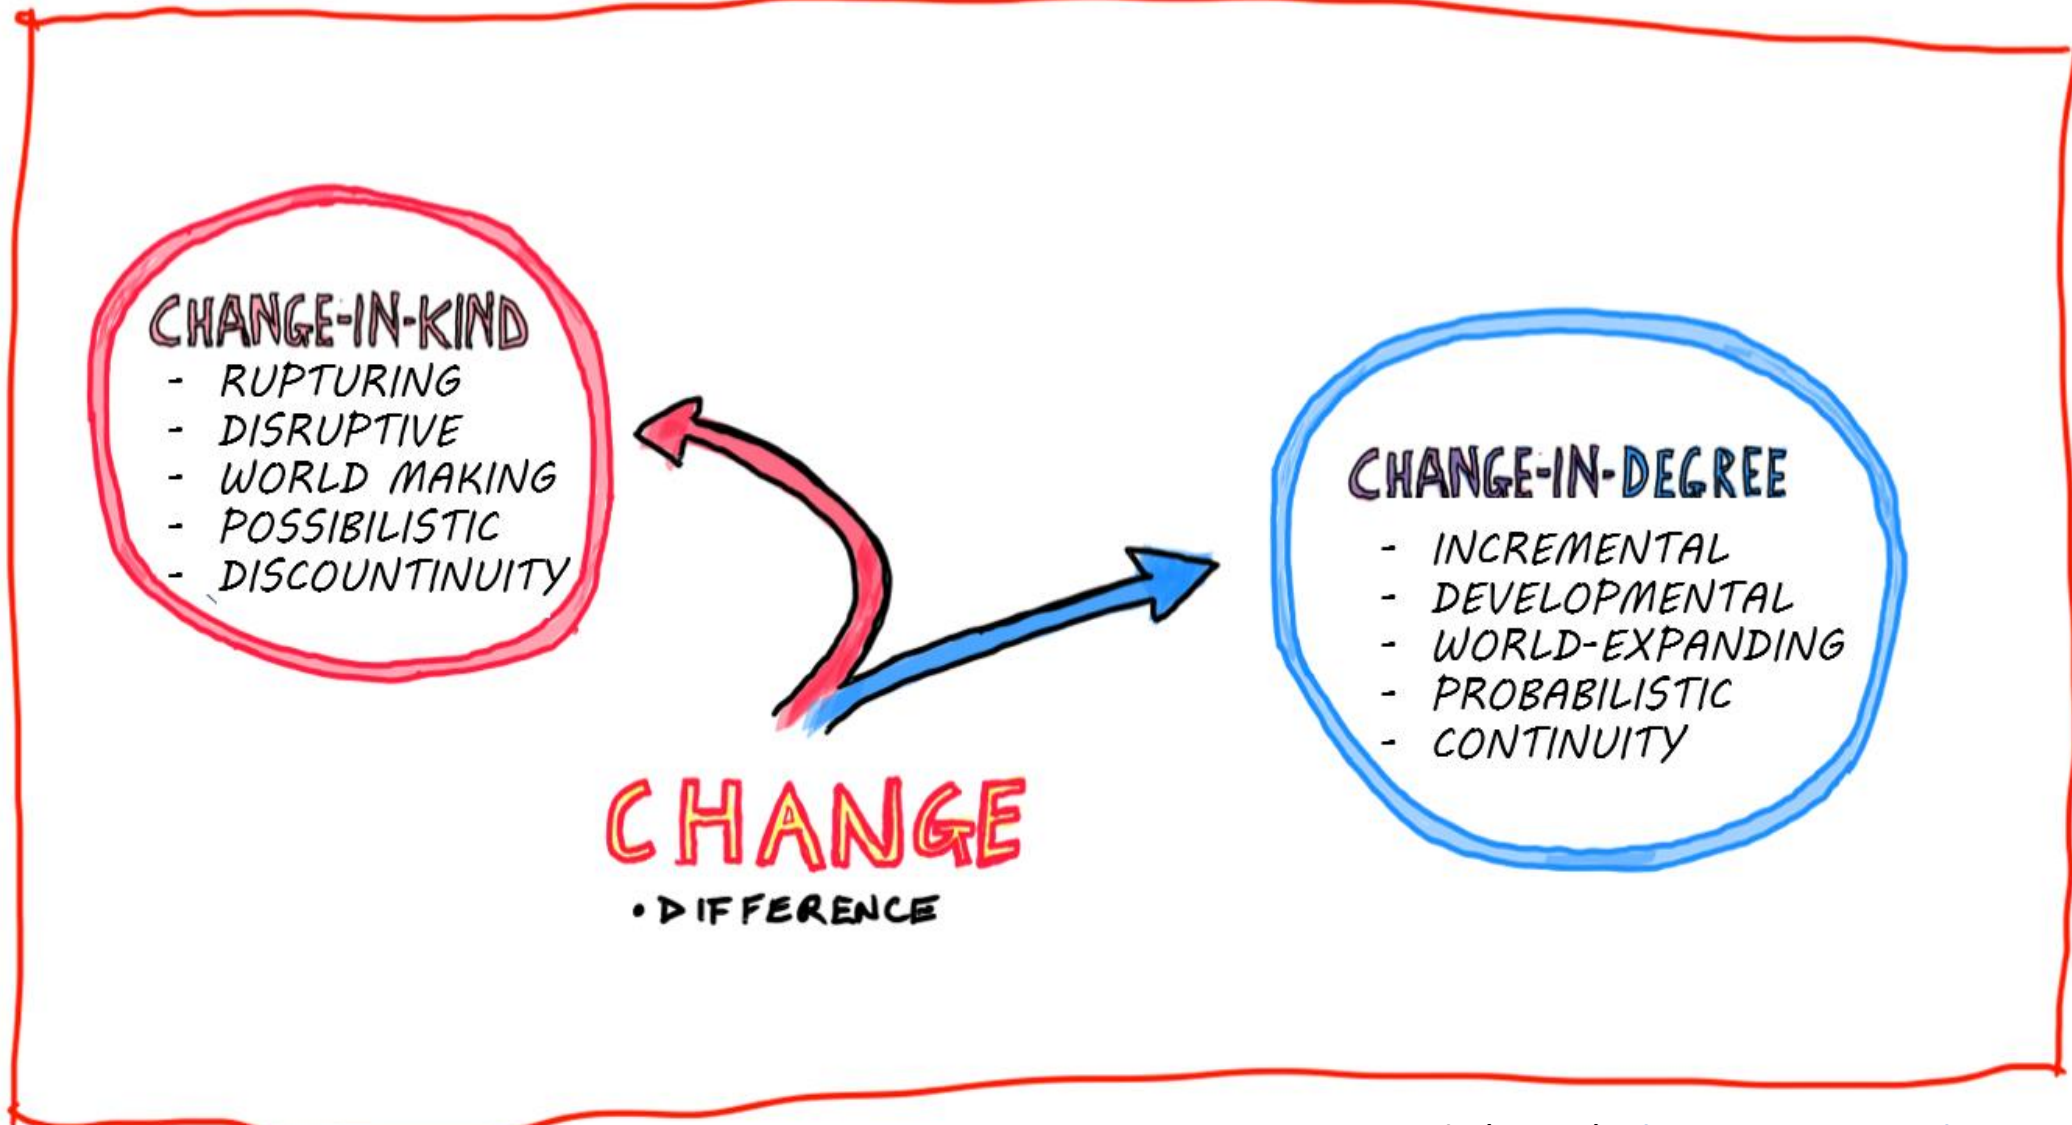 CHANGE-IN-KIND
- RUPTURING
- DISRUPTIVE
- WORLD MAKING
- POSSIBILISTIC
- DISCOUNTINUITY
CHANGE-IN-DEGREE
- INCREMENTAL
- DEVELOPMENTAL
- WORLD-EXPANDING
- PROBABILISTIC
- CONTINUITY
CHANGE
• DIFFERENCE